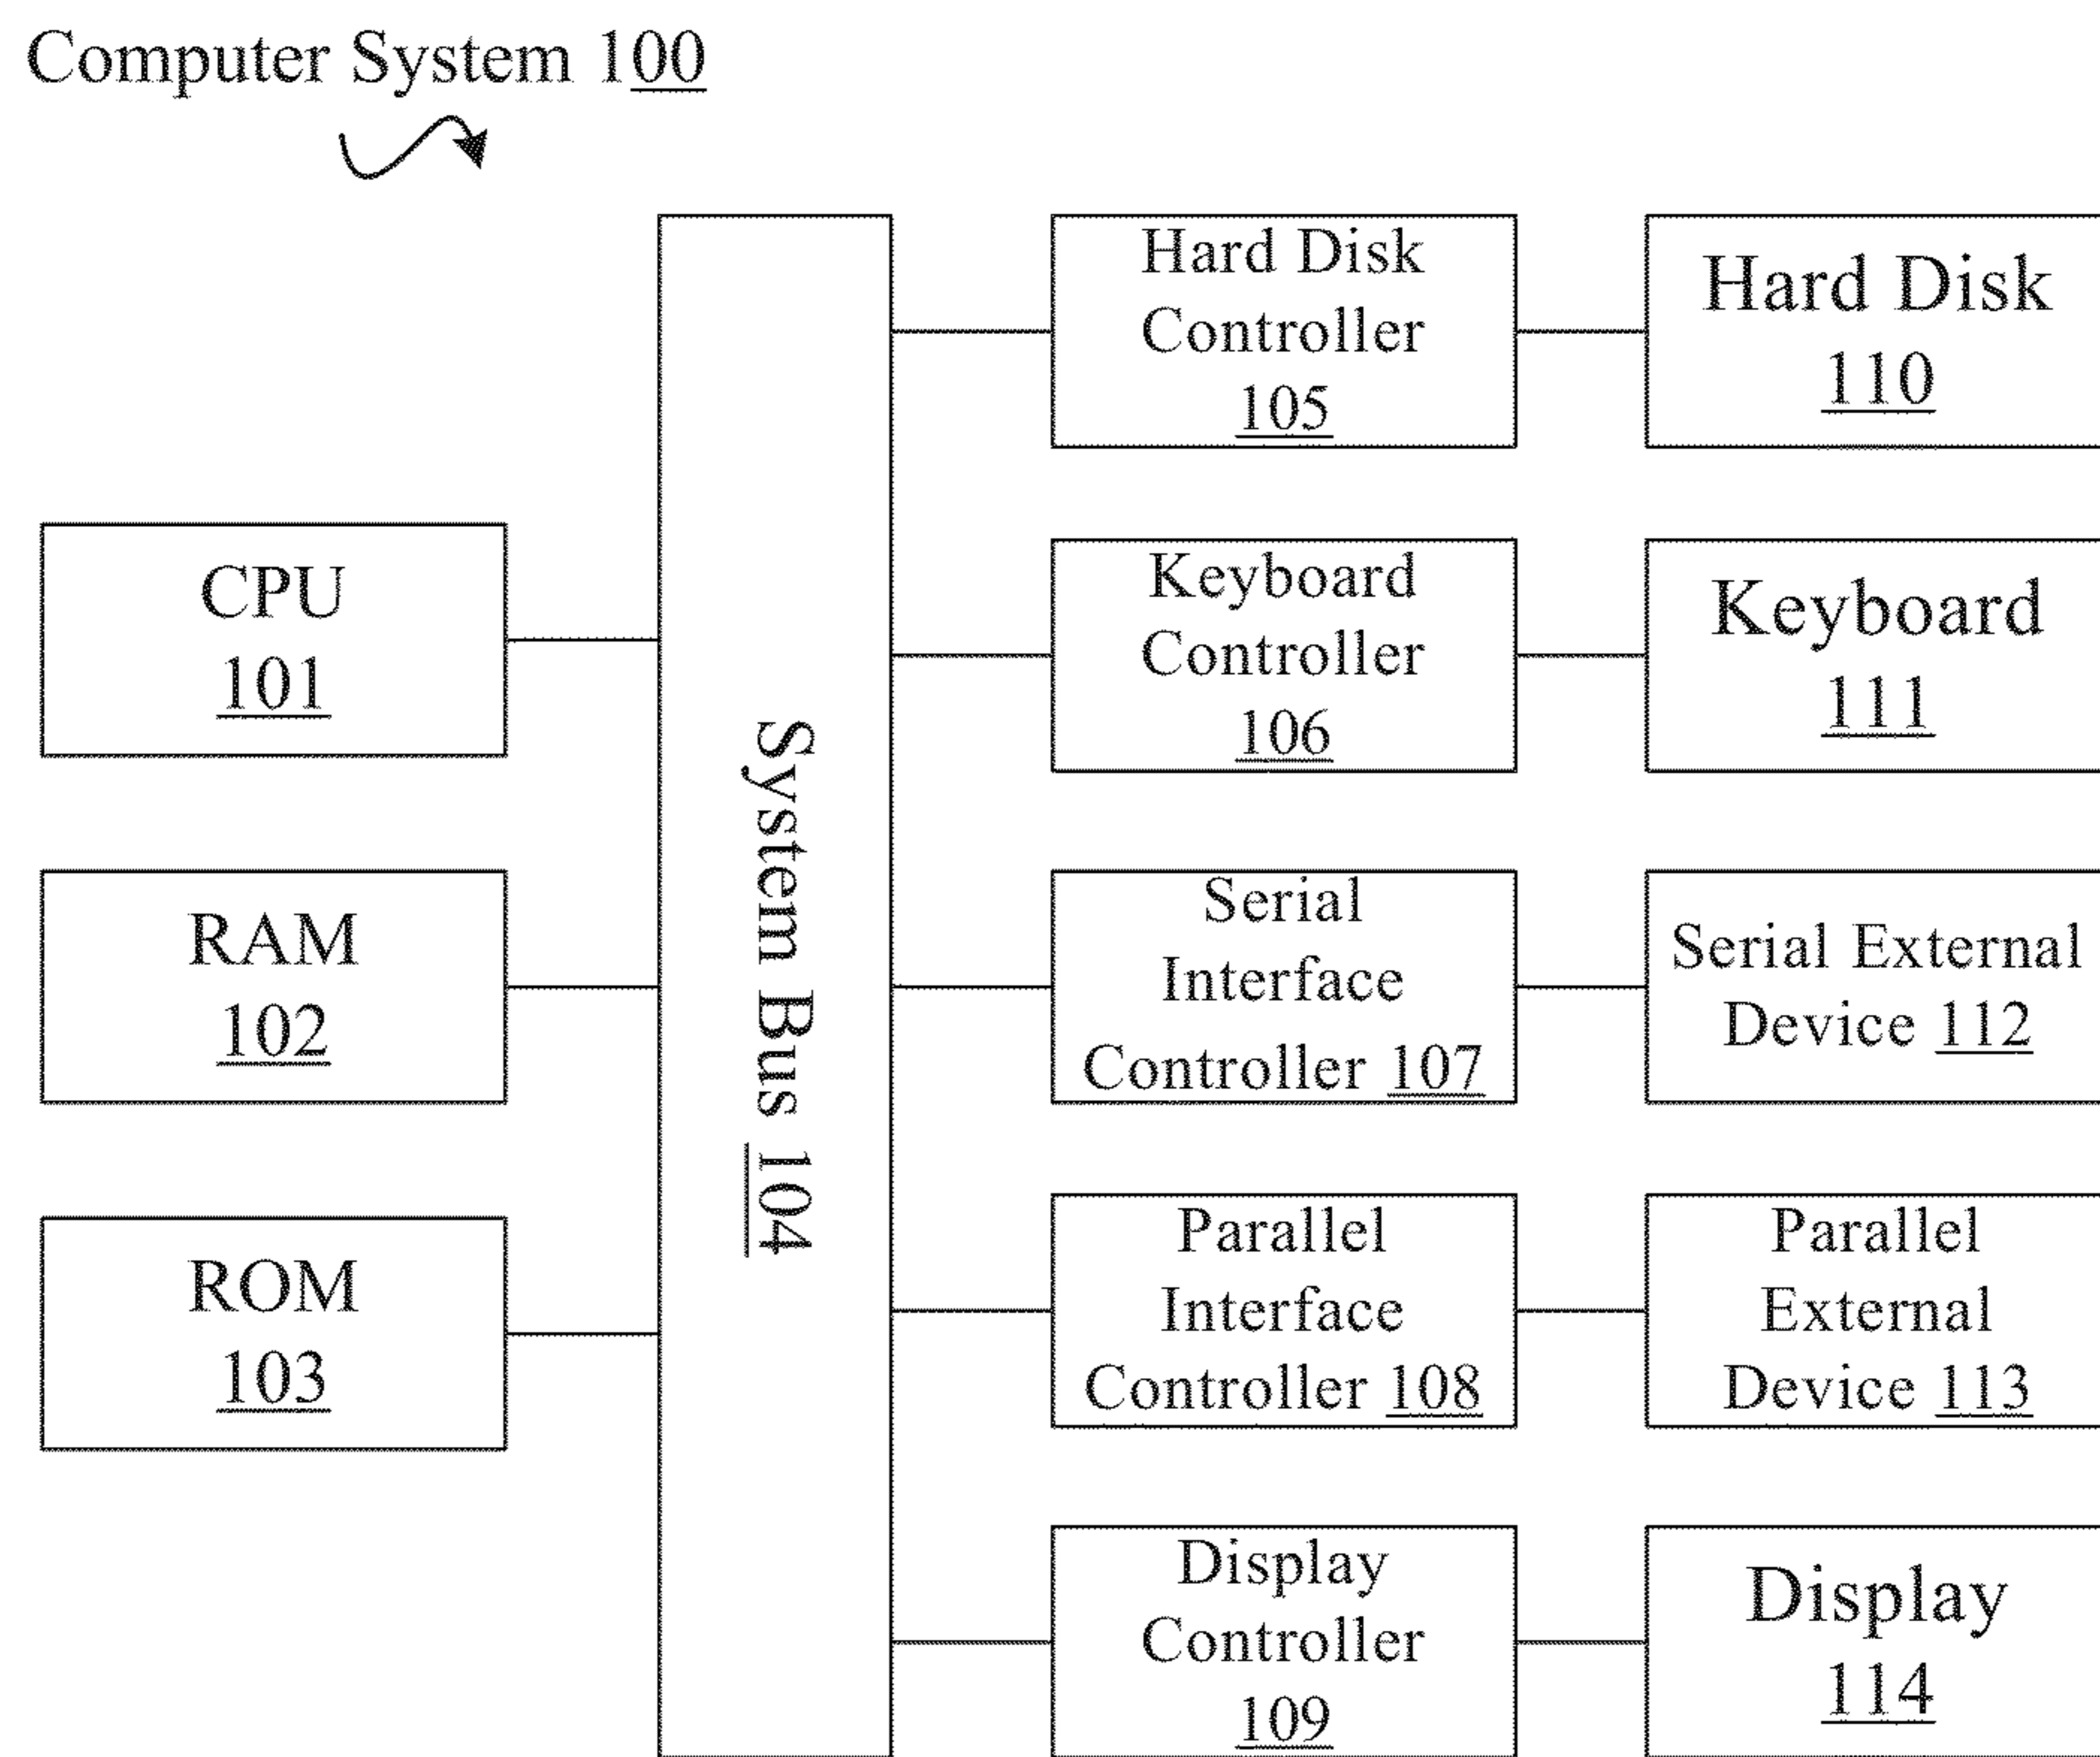 Computer System 100
CPU
101
RAM
102
ROM
103
System Bus 104
Hard Disk
Controller
105
Hard Disk
110
Keyboard
Controller
106
Keyboard
111
Serial
Interface
Controller 107
Serial External
Device 112
Parallel
Interface
Controller 108
Parallel
External
Device 113
Display
Controller
109
Display
114